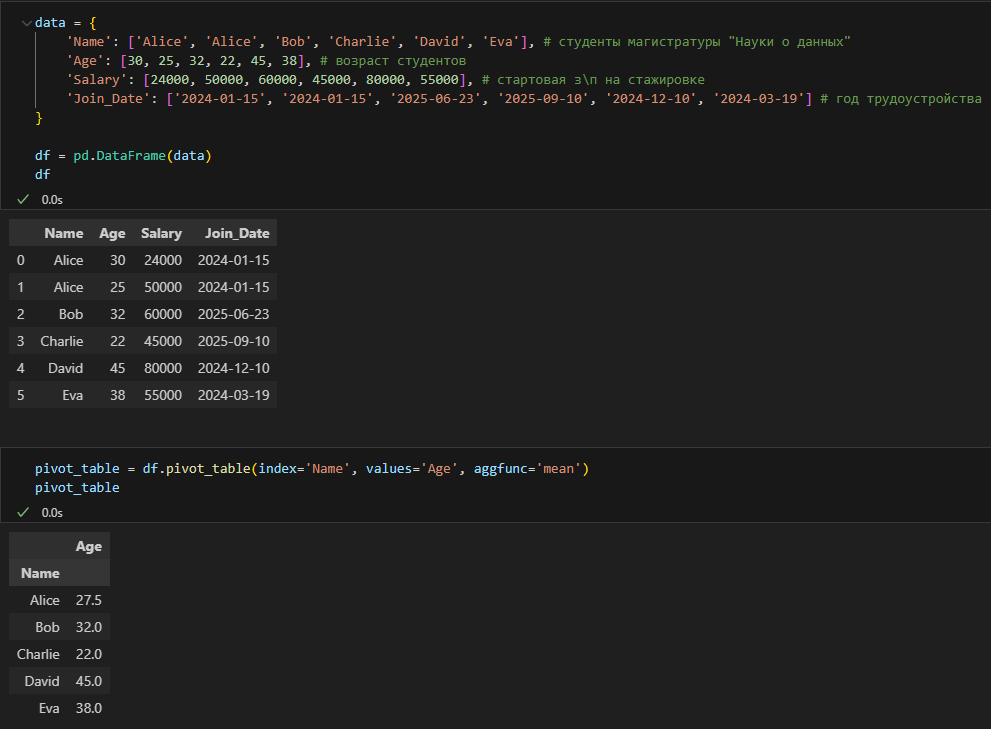 data = {
'Name': ['Alice', 'Alice', 'Bob', 'Charlie', 'David', 'Eva'], # студенты магистратуры "Науки о данных"
'Age': [30, 25, 32, 22, 45, 38], # возраст студентов
'Salary': [24000, 50000, 60000, 45000, 80000, 55000], # стартовая з\п на стажировке
'Join_Date': ['2024-01-15', '2024-01-15', '2025-06-23', '2025-09-10', '2024-12-10', '2024-03-19'] # год трудоустройства
}
df = pd.DataFrame(data)
df
0.0s
Name Age Salary Join_Date
0 Alice 30 24000 2024-01-15
1 Alice 25 50000 2024-01-15
2 Bob 32 60000 2025-06-23
3 Charlie 22 45000 2025-09-10
4 David 45 80000 2024-12-10
5 Eva 38 55000 2024-03-19
pivot_table = df.pivot_table(index='Name', values='Age', aggfunc='mean')
pivot_table
0.0s
Age
Name
Alice 27.5
Bob 32.0
Charlie 22.0
David 45.0
Eva 38.0